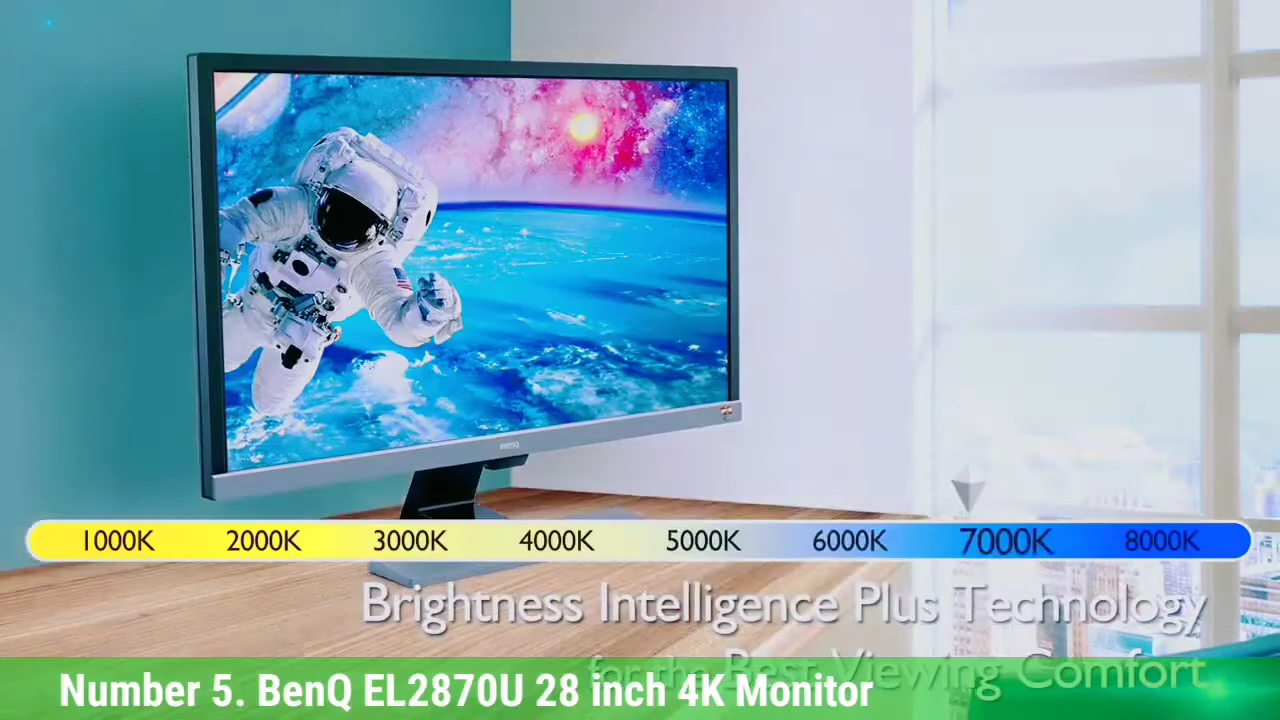 BenQ
1000K 2000K 3000K 4000K 5000K 6000K 7000K 8000K
Brightness Intelligence Plus Technology
for the Best Viewing Comfort
Number 5. BenQ EL2870U 28 inch 4K Monitor